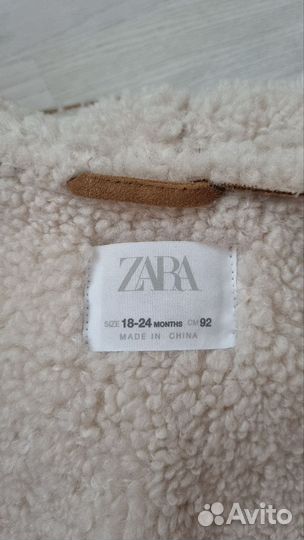 ZARA
SIZE 18-24 MONTHS CM 92
MADE IN CHINA
Avito